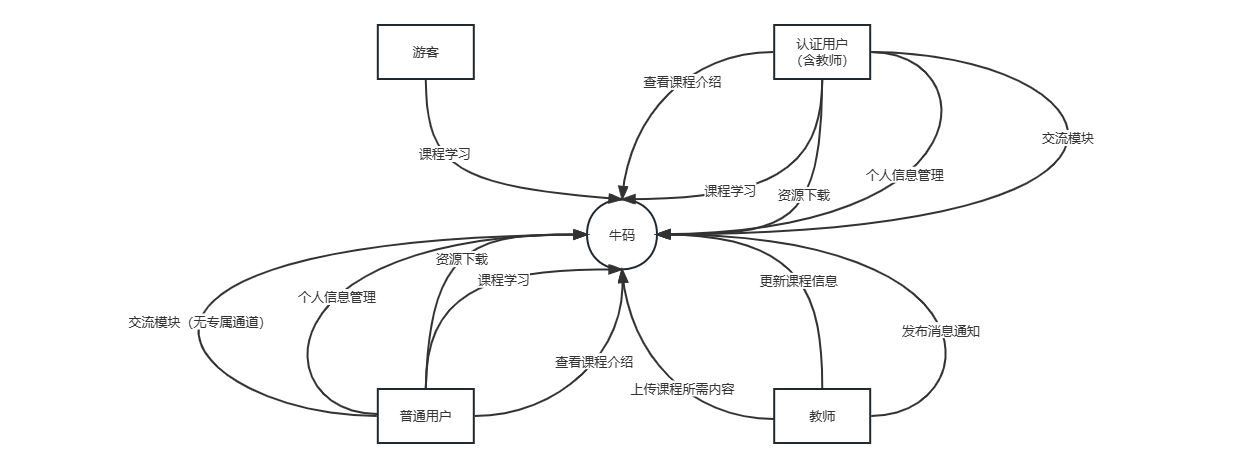 游客
认证用户
（含教师）
查看课程介绍
交流模块
课程学习
个人信息管理
课程学习
资源下载
牛码
资源下载
课程学习
更新课程信息
个人信息管理
交流模块（无专属通道）
发布消息通知
查看课程介绍
上传课程所需内容
普通用户
教师